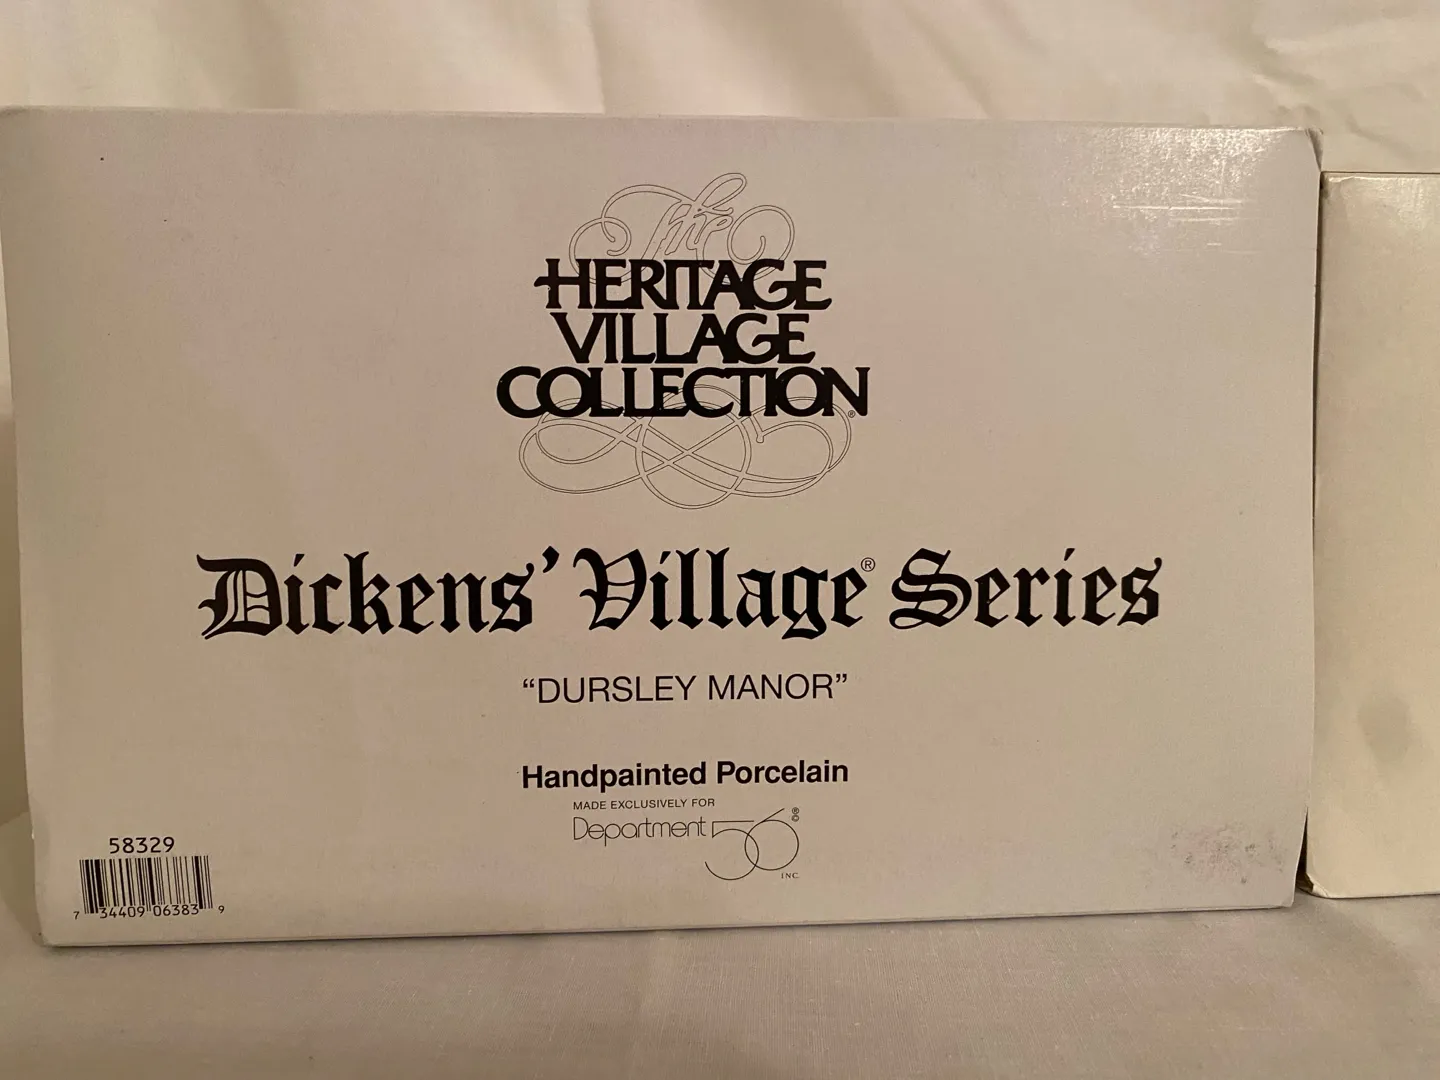 The
HERITAGE
VILLAGE
COLLECTION®
Dickens' Village® Series
“DURSLEY MANOR”
Handpainted Porcelain
MADE EXCLUSIVELY FOR
Department 56®©
INC.
58329
7 34409 06383 9